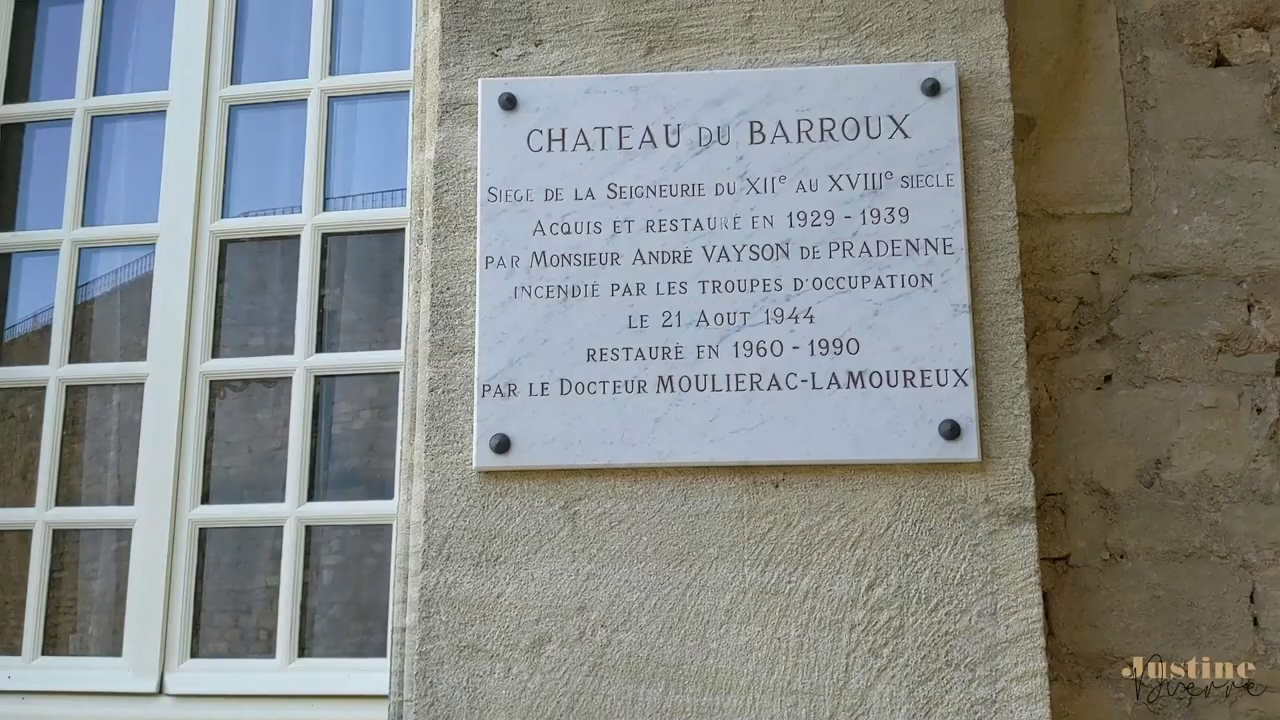 CHATEAU DU BARROUX
SIEGE DE LA SEIGNEURIE DU XIIe AU XVIIIe SIECLE
ACQUIS ET RESTAURÉ EN 1929 - 1939
PAR MONSIEUR ANDRÉ VAYSON DE PRADENNE
INCENDIÉ PAR LES TROUPES D'OCCUPATION
LE 21 AOUT 1944
RESTAURÉ EN 1960 - 1990
PAR LE DOCTEUR MOULIERAC-LAMOUREUX
Justine